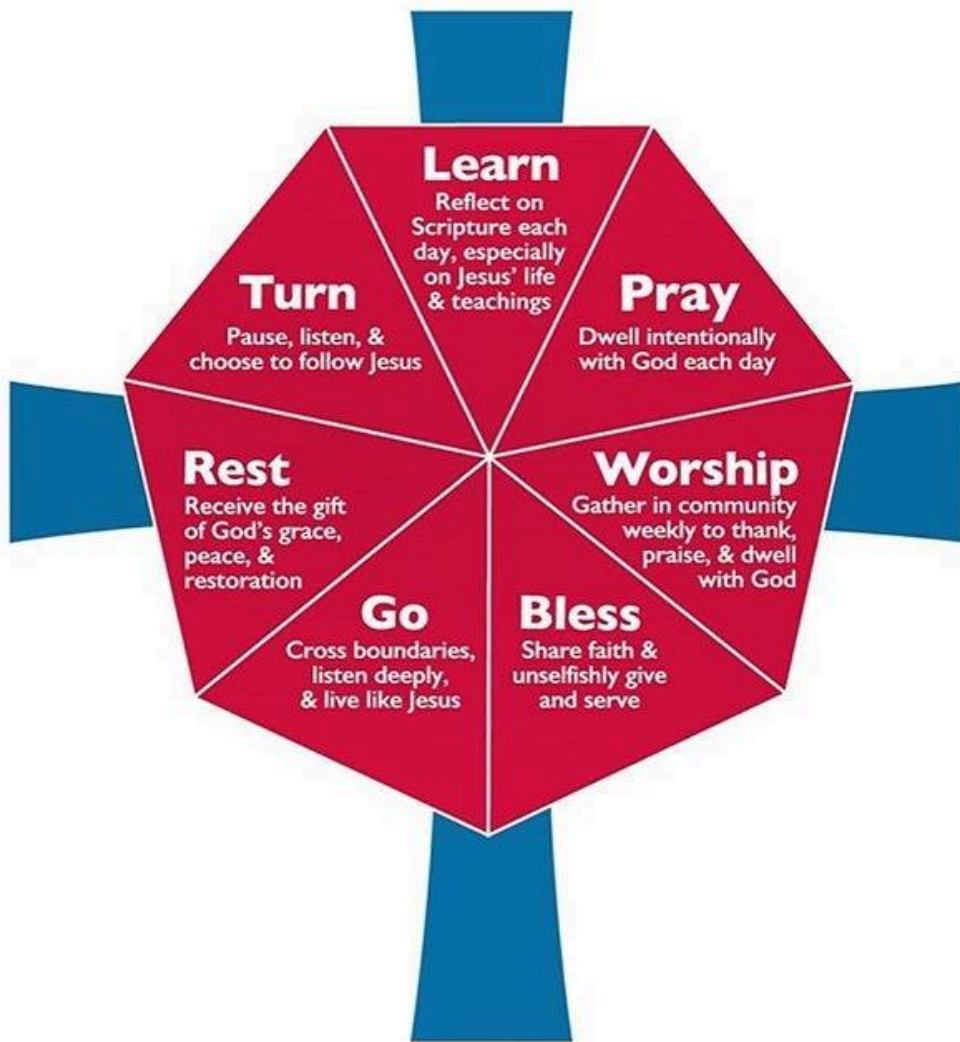 Learn
Reflect on
Scripture each
day, especially
on Jesus' life
& teachings
Turn
Pause, listen, &
choose to follow Jesus
Pray
Dwell intentionally
with God each day
Rest
Receive the gift
of God's grace,
peace, &
restoration
Worship
Gather in community
weekly to thank,
praise, & dwell
with God
Go
Cross boundaries,
listen deeply,
& live like Jesus
Bless
Share faith &
unselfishly give
and serve